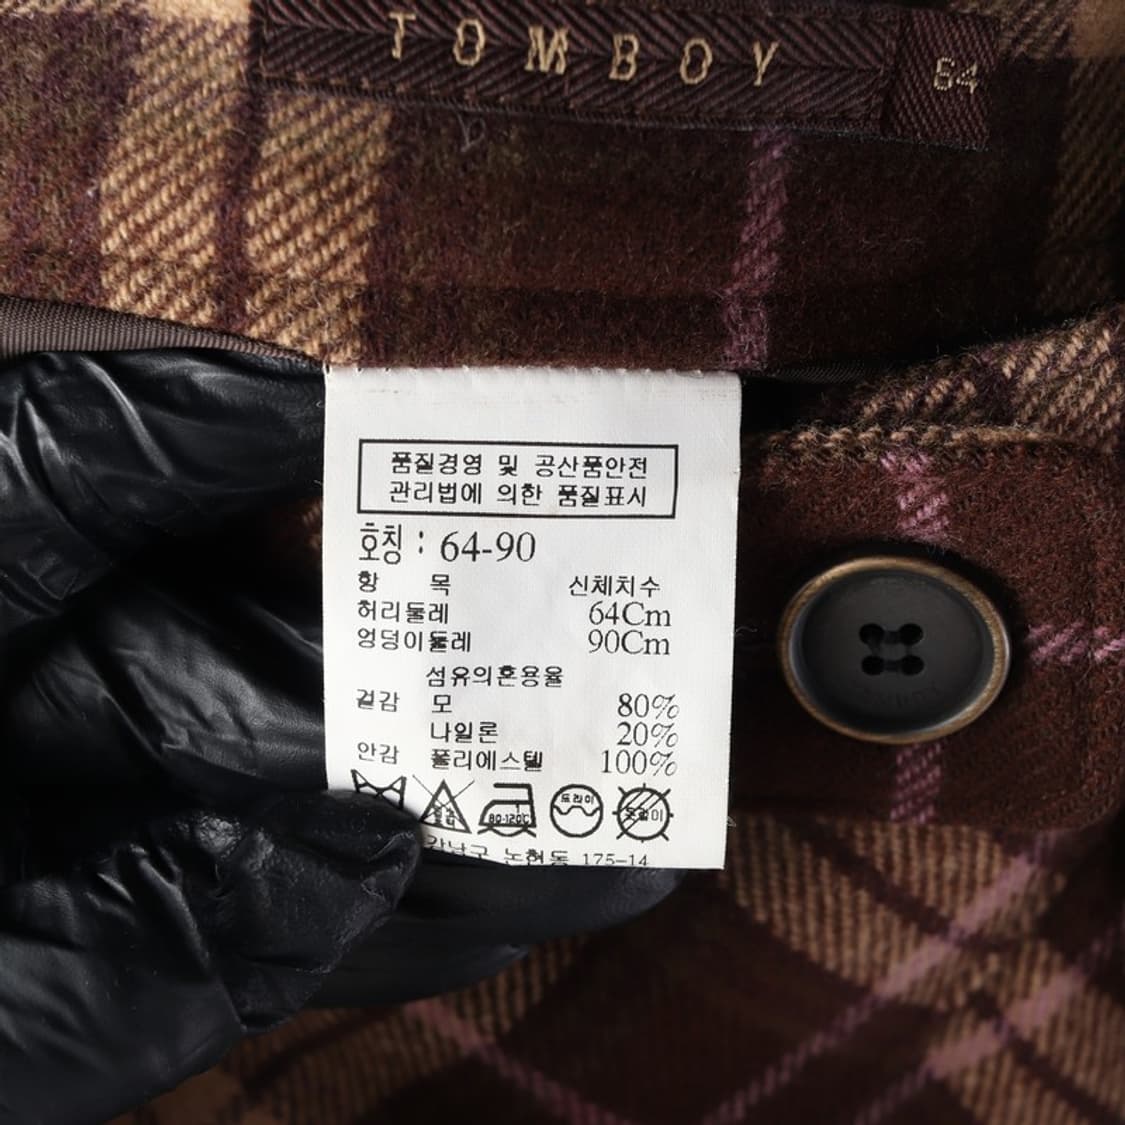 TOMBOY
64
품질경영 및 공산품안전
관리법에 의한 품질표시
호칭 : 64-90
항 목 신체치수
허리둘레 64Cm
엉덩이둘레 90Cm
섬유의혼용율
겉감 모 80%
나일론 20%
안감 폴리에스텔 100%
80-120℃ 드라이
강남구 논현동 175-14